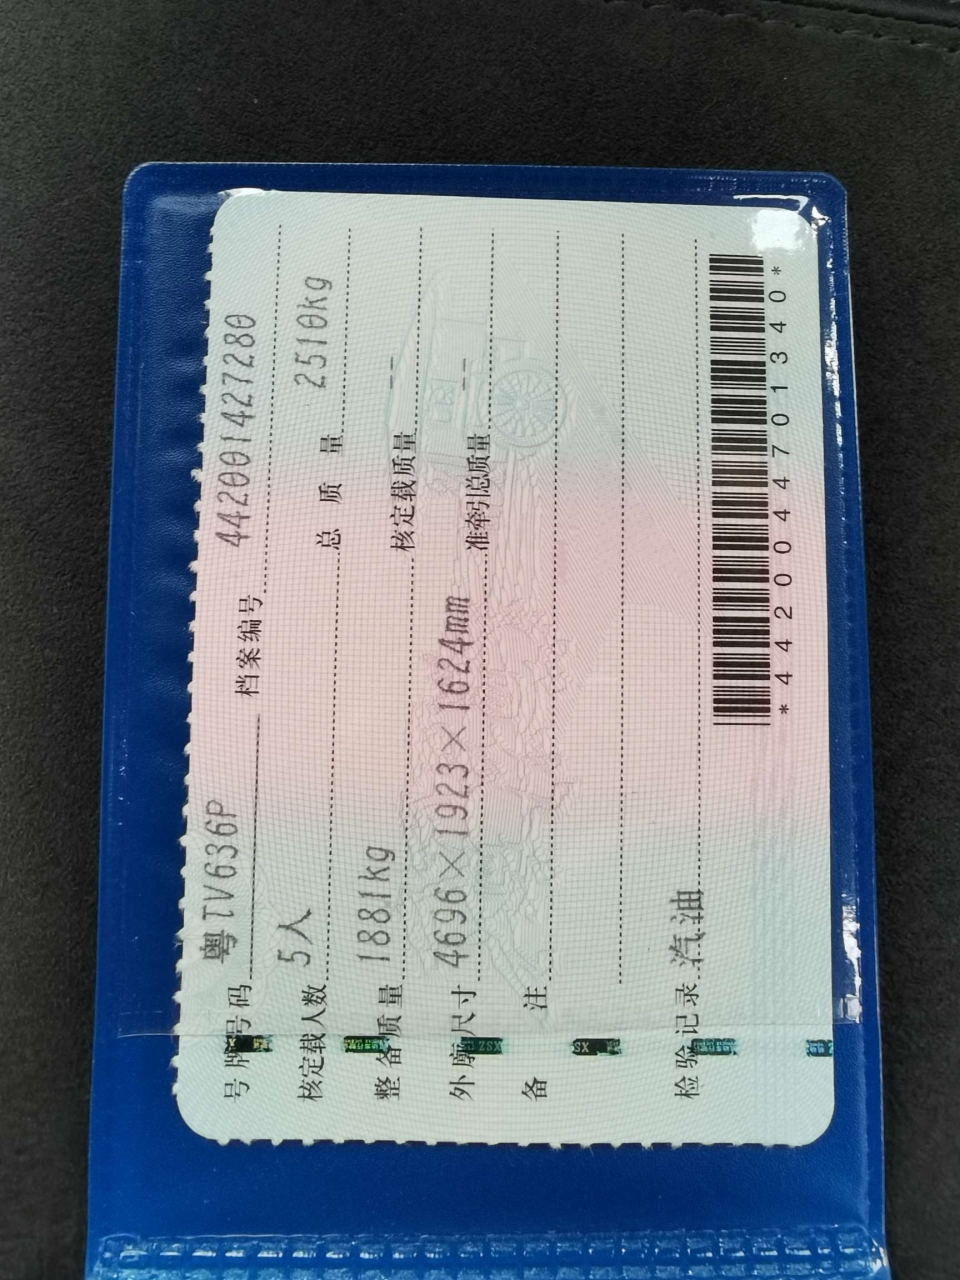 号牌号码 粤TV636P 档案编号 442001427280
核定载人数 5人 总质量 2510kg
整备质量 1881kg 核定载质量 --
外廓尺寸 4696×1923×1624mm 准牵引总质量 --
备注
检验记录 汽油
*4420044701340*